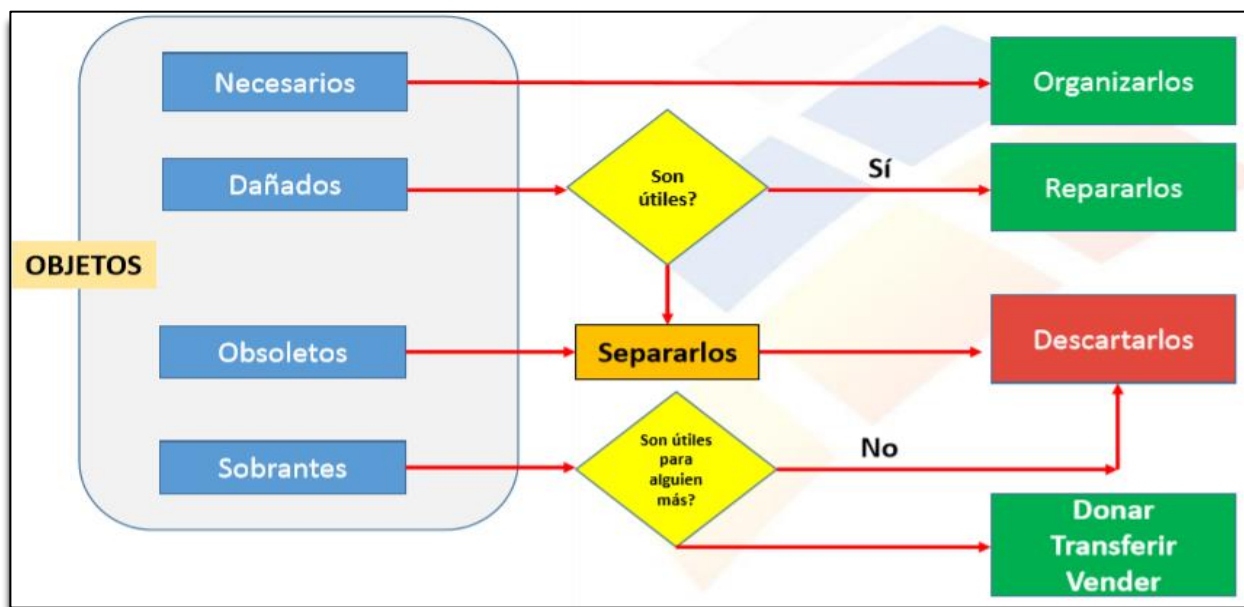 Necesarios
Organizarlos
Dañados
Son
útiles?
Sí
Repararlos
OBJETOS
Obsoletos
Separarlos
Descartarlos
Sobrantes
Son útiles
para
alguien
más?
No
Donar
Transferir
Vender